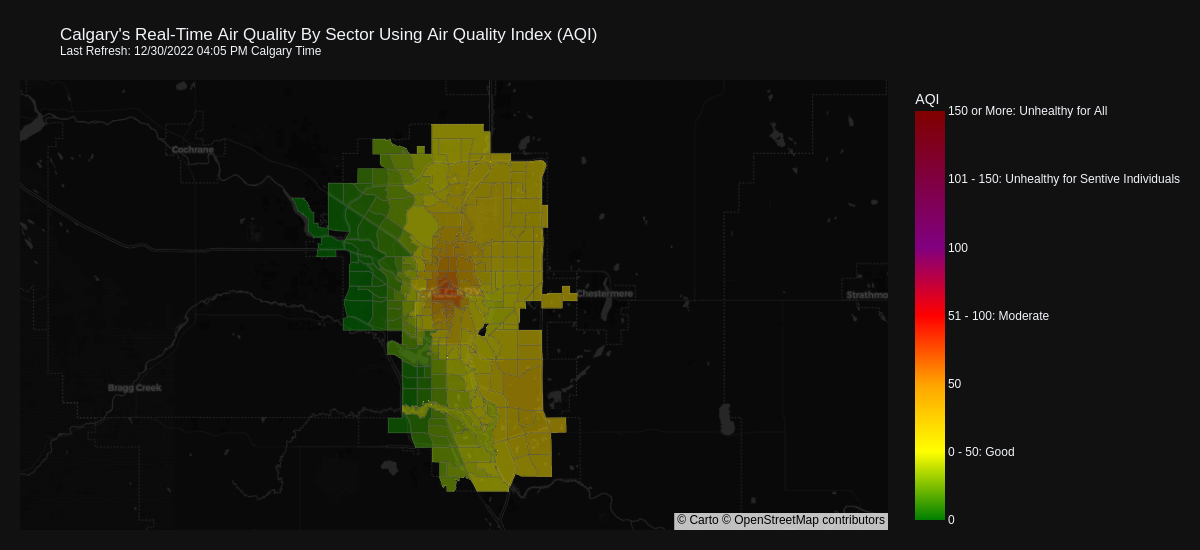 Calgary's Real-Time Air Quality By Sector Using Air Quality Index (AQI)
Last Refresh: 12/30/2022 04:05 PM Calgary Time
AQI
150 or More: Unhealthy for All
Cochrane
101 - 150: Unhealthy for Sentive Individuals
100
CALGARY
Chestermere
Strathmo
51 - 100: Moderate
50
Bragg Creek
0 - 50: Good
0
© Carto © OpenStreetMap contributors